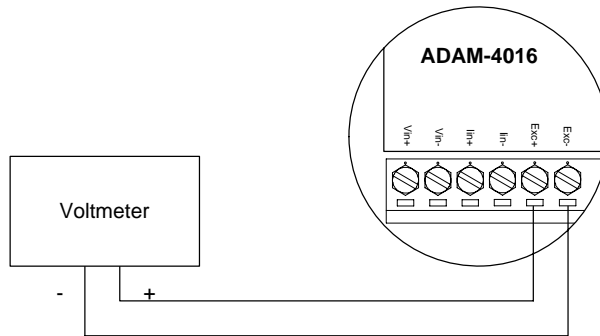 ADAM-4016
Vin+ Vin- Iin+ Iin- Exc+ Exc-
Voltmeter
- +